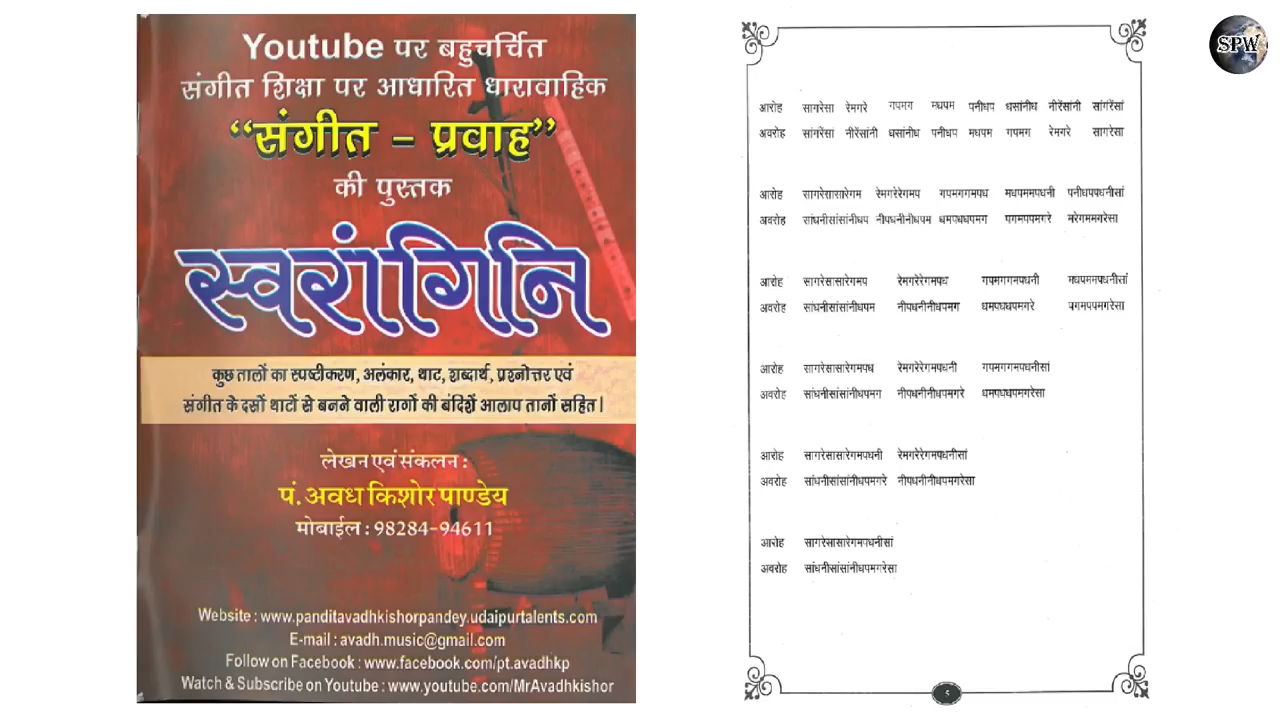 Youtube पर बहुचर्चित
संगीत शिक्षा पर आधारित धारावाहिक
“संगीत – प्रवाह”
की पुस्तक
स्वरांगिनि
कुछ तालों का स्पष्टीकरण, अलंकार, थाट, शब्दार्थ, प्रश्नोत्तर एवं
संगीत के दसों थाटों से बनने वाली रागों की बंदिशें आलाप तानों सहित।
लेखन एवं संकलन :
पं. अवध किशोर पाण्डेय
मोबाईल : 98284-94611
Website : www.panditavadhkishorpandey.udaipurtalents.com
E-mail : avadh.music@gmail.com
Follow on Facebook : www.facebook.com/pt.avadhkp
Watch & Subscribe on Youtube : www.youtube.com/MrAvadhkishor
SPW
आरोह सागरेसा रेमगरे गपमग मधपम पनीधप धसांनीध नीरेंसांनी सांगंरेंसां
अवरोह सांगंरेंसां नीरेंसांनी धसांनीध पनीधप मधपम गपमग रेमगरे सागरेसा
आरोह सागरेसासारेगम रेमगरेरेगमप गपमगगमपध मधपममपधनी पनीधपपधनीसां
अवरोह सांधनीसांसांनीधप नीपधनीनीधपम धमपधधपमग पगमपपमगरे मरेगममगरेसा
आरोह सागरेसासारेगमप रेमगरेरेगमपध गपमगगमपधनी मधपममपधनीसां
अवरोह सांधनीसांसांनीधपम नीपधनीनीधपमग धमपधधपमगरे पगमपपमगरेसा
आरोह सागरेसासारेगमपध रेमगरेरेगमपधनी गपमगगमपधनीसां
अवरोह सांधनीसांसांनीधपमग नीपधनीनीधपमगरे धमपधधपमगरेसा
आरोह सागरेसासारेगमपधनी रेमगरेरेगमपधनीसां
अवरोह सांधनीसांसांनीधपमगरे नीपधनीनीधपमगरेसा
आरोह सागरेसासारेगमपधनीसां
अवरोह सांधनीसांसांनीधपमगरेसा
5